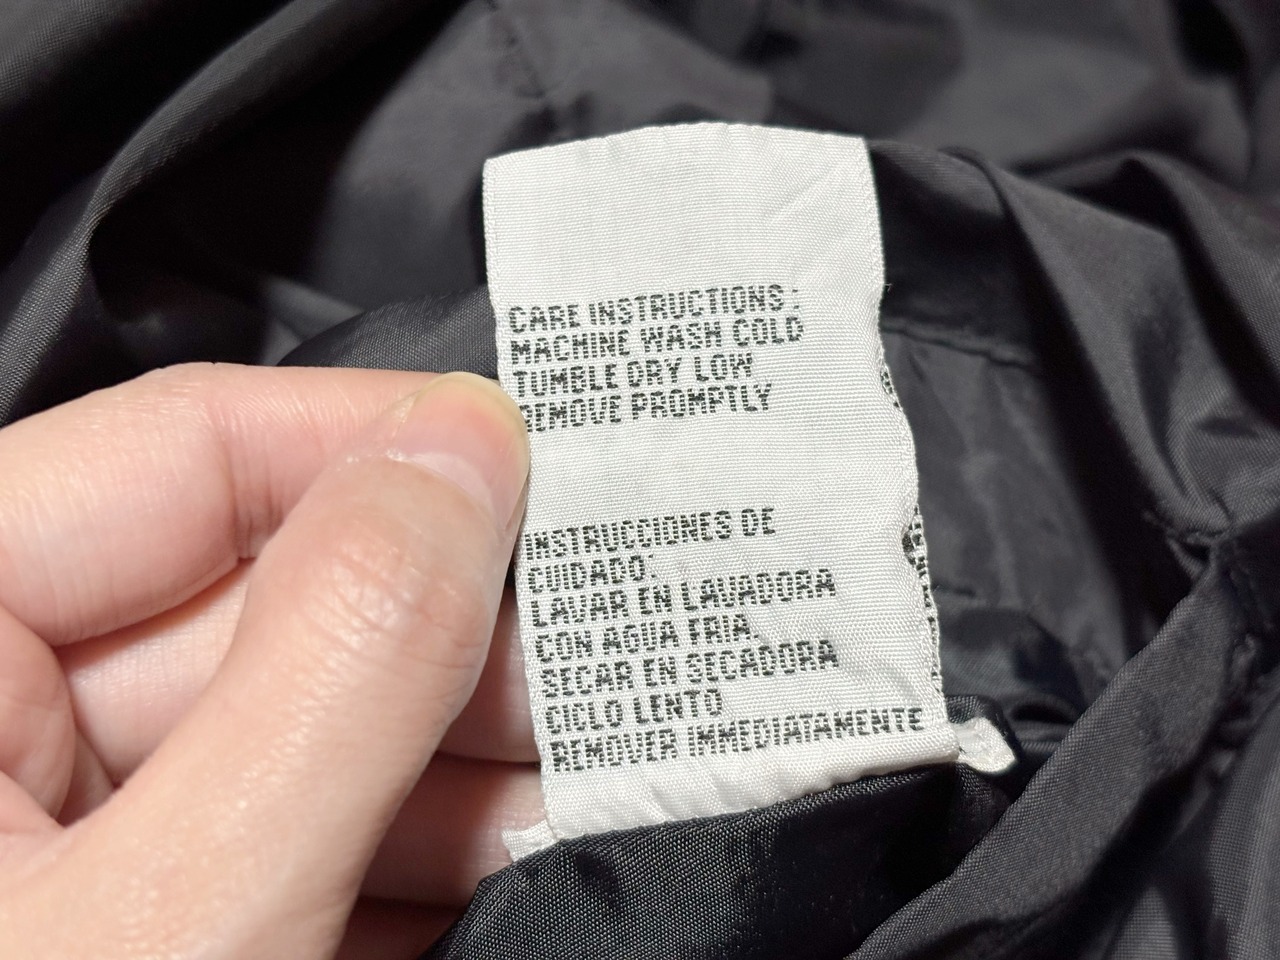 CARE INSTRUCTIONS:
MACHINE WASH COLD
TUMBLE DRY LOW
REMOVE PROMPTLY
INSTRUCCIONES DE
CUIDADO:
LAVAR EN LAVADORA
CON AGUA FRIA.
SECAR EN SECADORA
CICLO LENTO
REMOVER IMMEDIATAMENTE